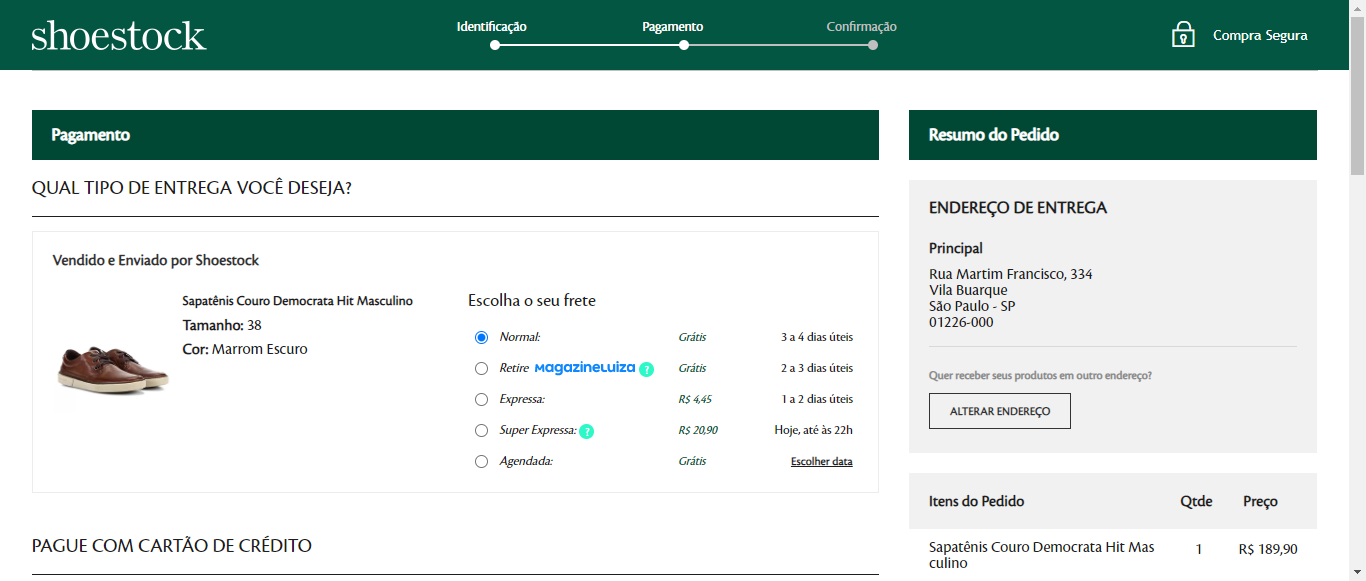 shoestock
Identificação
Pagamento
Confirmação
Compra Segura
Pagamento
QUAL TIPO DE ENTREGA VOCÊ DESEJA?
Vendido e Enviado por Shoestock
Sapatênis Couro Democrata Hit Masculino
Tamanho: 38
Cor: Marrom Escuro
Escolha o seu frete
Normal: Grátis 3 a 4 dias úteis
Retire magazineLuiza ? Grátis 2 a 3 dias úteis
Expressa: R$ 4,45 1 a 2 dias úteis
Super Expressa: ? R$ 20,90 Hoje, até às 22h
Agendada: Grátis Escolher data
PAGUE COM CARTÃO DE CRÉDITO
Resumo do Pedido
ENDEREÇO DE ENTREGA
Principal
Rua Martim Francisco, 334
Vila Buarque
São Paulo - SP
01226-000
Quer receber seus produtos em outro endereço?
ALTERAR ENDEREÇO
Itens do Pedido Qtde Preço
Sapatênis Couro Democrata Hit Mas 1 R$ 189,90
culino